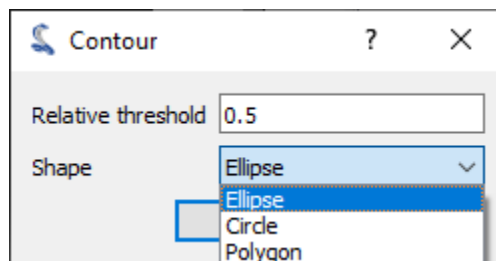 Contour ?
Relative threshold 0.5
Shape Ellipse
Ellipse
Circle
Polygon